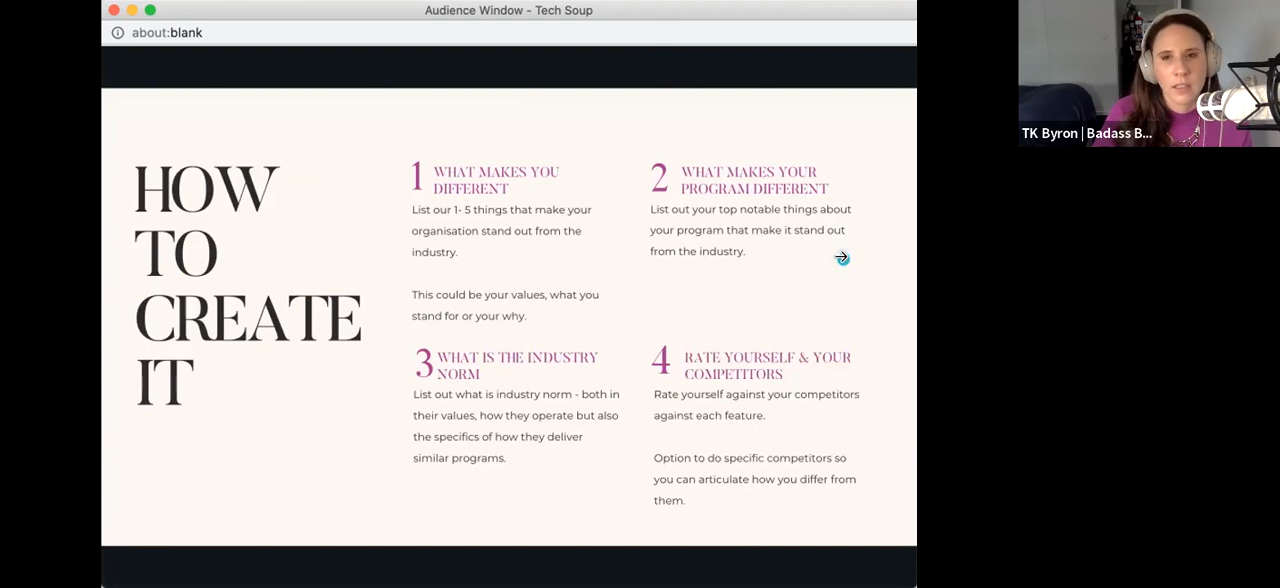 Audience Window - Tech Soup
about:blank
HOW
TO
CREATE
IT
1 WHAT MAKES YOU
DIFFERENT
List our 1- 5 things that make your
organisation stand out from the
industry.
This could be your values, what you
stand for or your why.
2 WHAT MAKES YOUR
PROGRAM DIFFERENT
List out your top notable things about
your program that make it stand out
from the industry.
3 WHAT IS THE INDUSTRY
NORM
List out what is industry norm - both in
their values, how they operate but also
the specifics of how they deliver
similar programs.
4 RATE YOURSELF & YOUR
COMPETITORS
Rate yourself against your competitors
against each feature.
Option to do specific competitors so
you can articulate how you differ from
them.
TK Byron | Badass B...